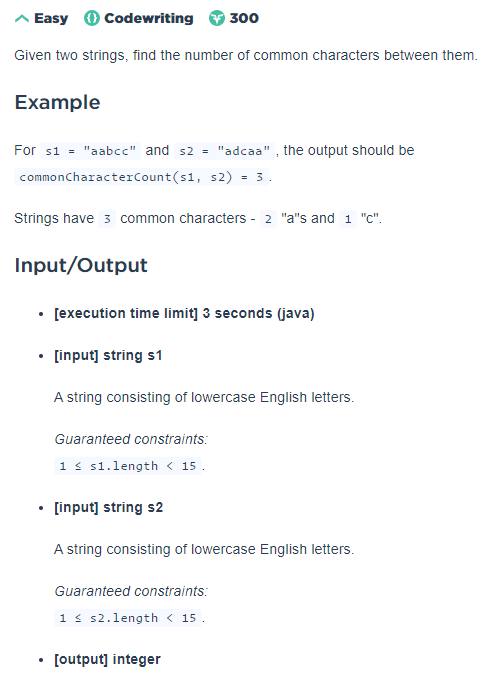 Easy Codewriting 300
Given two strings, find the number of common characters between them.
Example
For s1 = "aabcc" and s2 = "adcaa" , the output should be
commonCharacterCount(s1, s2) = 3 .
Strings have 3 common characters - 2 "a"s and 1 "c".
Input/Output
• [execution time limit] 3 seconds (java)
• [input] string s1
A string consisting of lowercase English letters.
Guaranteed constraints:
1 ≤ s1.length < 15 .
• [input] string s2
A string consisting of lowercase English letters.
Guaranteed constraints:
1 ≤ s2.length < 15 .
• [output] integer